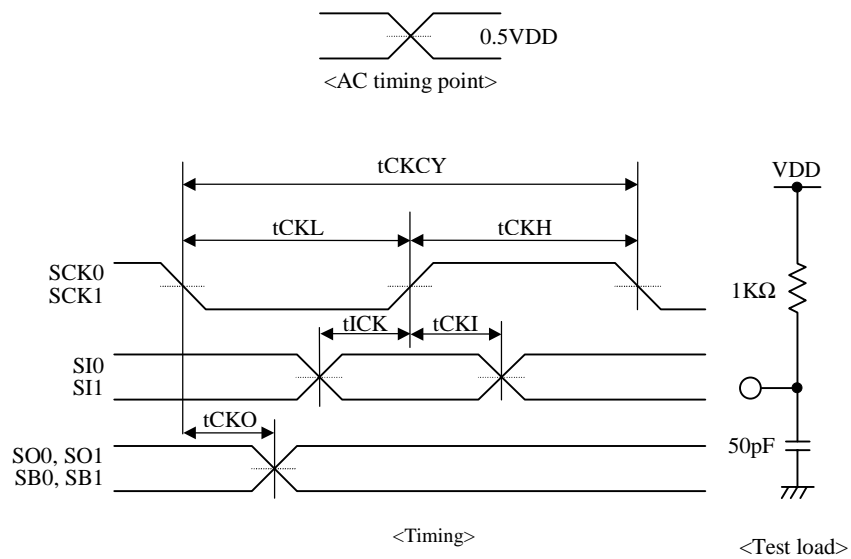 0.5VDD
<AC timing point>
tCKCY
VDD
tCKL
tCKH
SCK0
SCK1
1KΩ
tICK
tCKI
SI0
SI1
tCKO
SO0, SO1
SB0, SB1
50pF
<Timing>
<Test load>